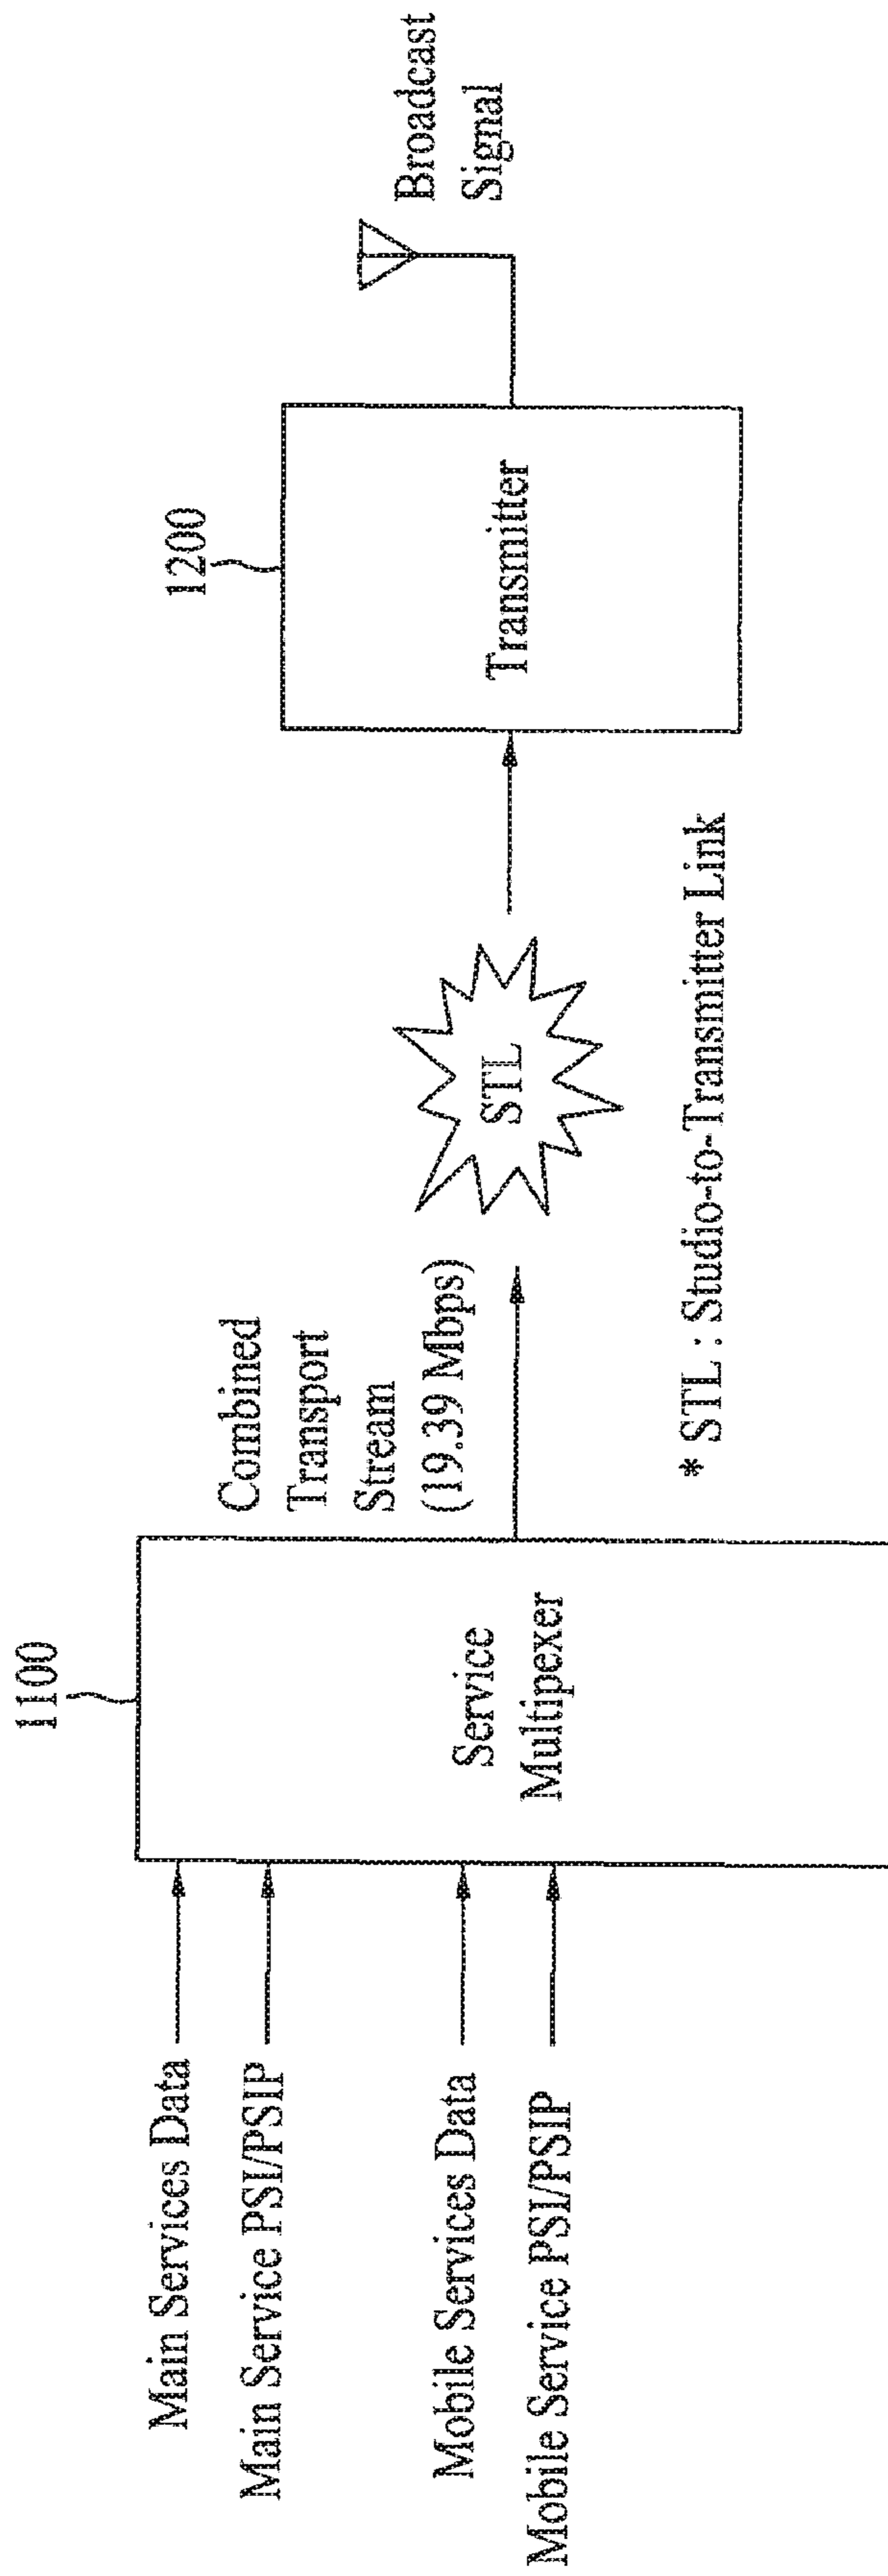 1100
1200
Main Services Data
Main Service PSI/PSIP
Mobile Services Data
Mobile Service PSI/PSIP
Service
Multipexer
Combined
Transport
Stream
(19.39 Mbps)
STL
Transmitter
Broadcast
Signal
* STL : Studio-to-Transmitter Link